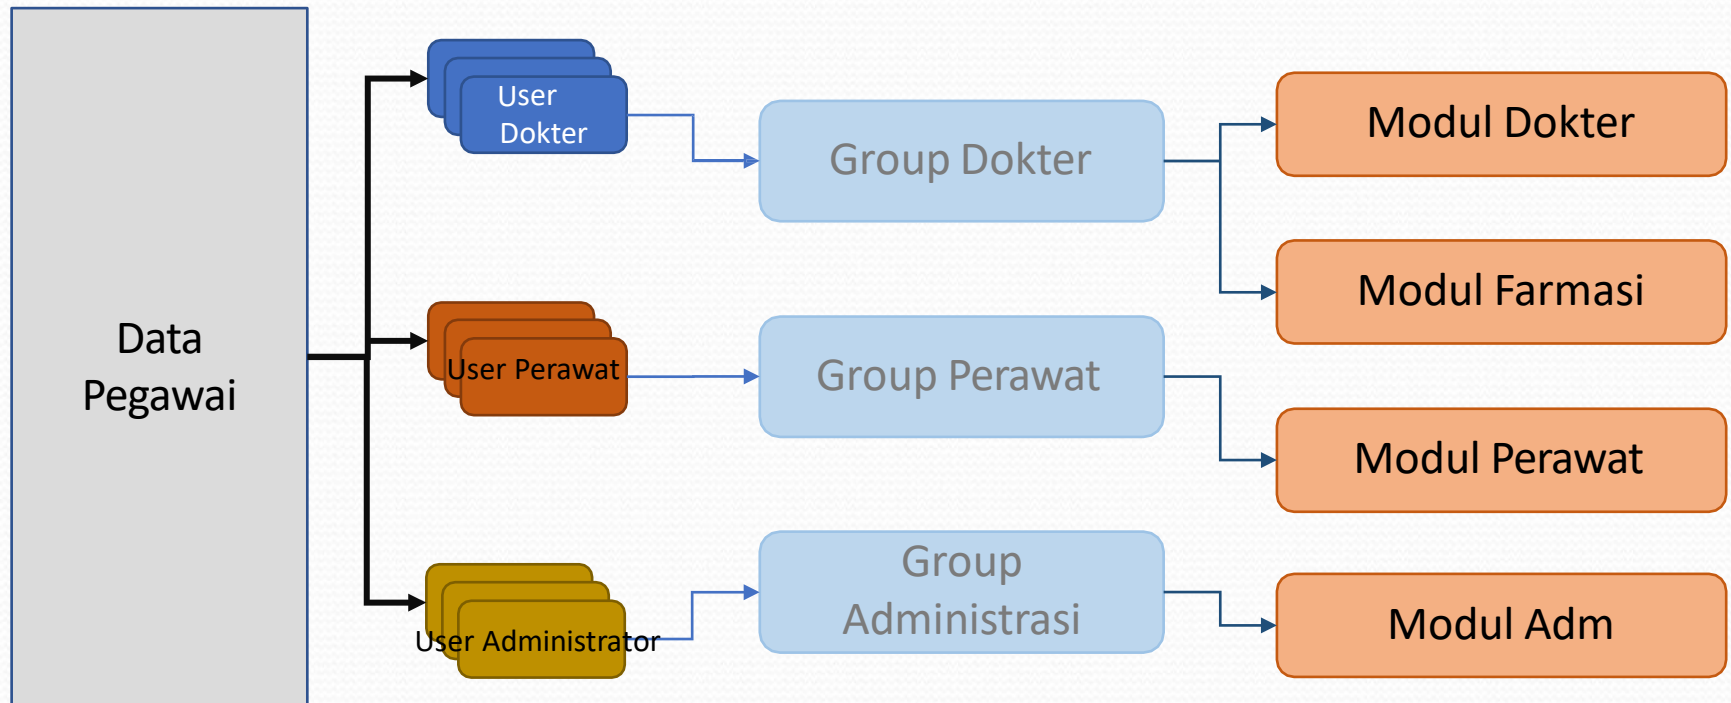 Data
Pegawai
User
Dokter
User Perawat
User Administrator
Group Dokter
Group Perawat
Group
Administrasi
Modul Dokter
Modul Farmasi
Modul Perawat
Modul Adm